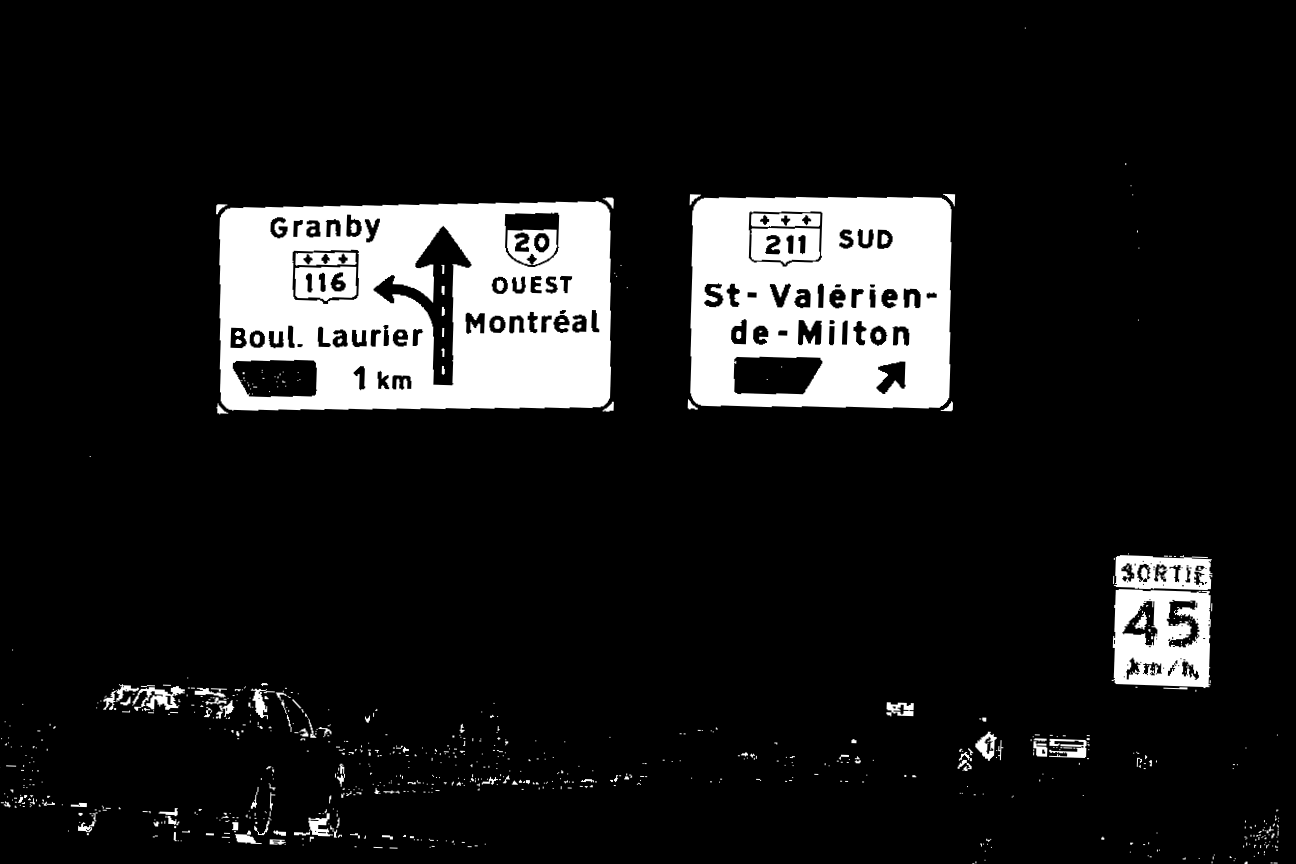 Granby
116
Boul. Laurier
1 km
20
OUEST
Montréal
211 SUD
St-Valérien-
de-Milton
SORTIE
45
km/h